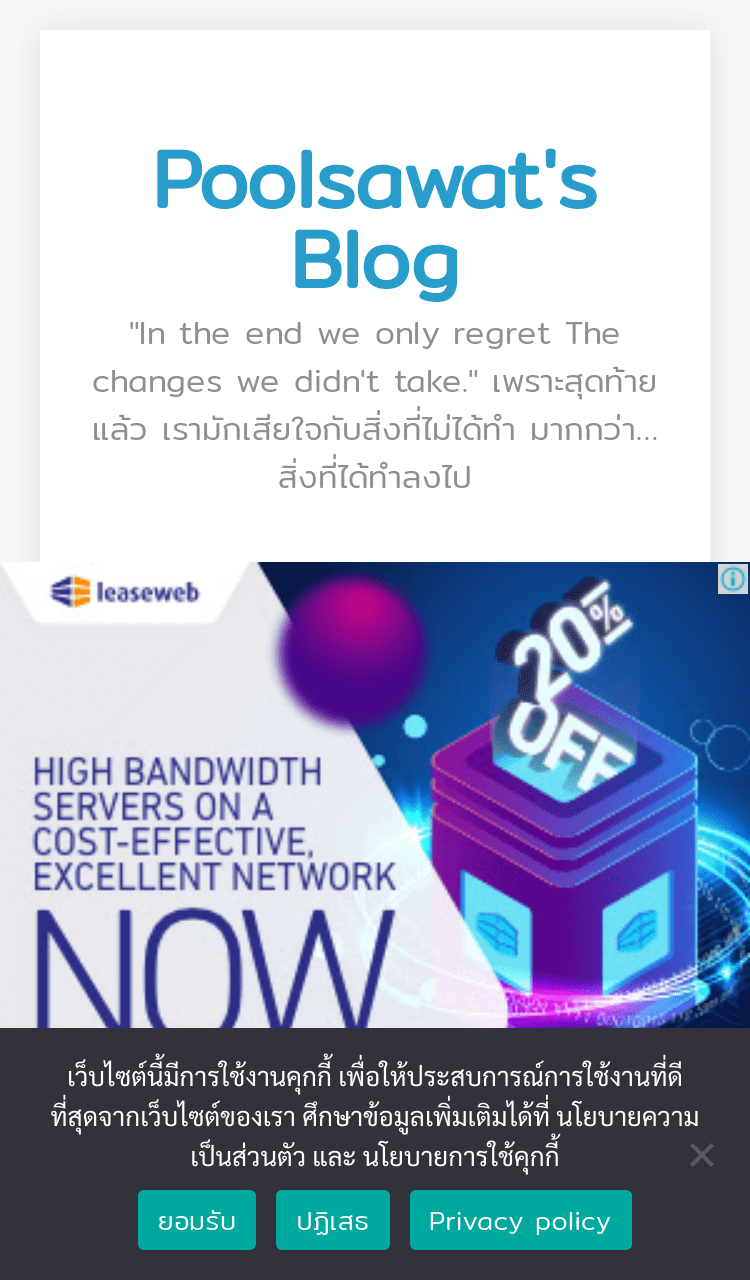 Poolsawat's
Blog
"In the end we only regret The
changes we didn't take." เพราะสุดท้าย
แล้ว เรามักเสียใจกับสิ่งที่ไม่ได้ทำ มากกว่า...
สิ่งที่ได้ทำลงไป
leaseweb
20%
OFF
HIGH BANDWIDTH
SERVERS ON A
COST-EFFECTIVE,
EXCELLENT NETWORK
NOW
เว็บไซต์นี้มีการใช้งานคุกกี้ เพื่อให้ประสบการณ์การใช้งานที่ดี
ที่สุดจากเว็บไซต์ของเรา ศึกษาข้อมูลเพิ่มเติมได้ที่ นโยบายความ
เป็นส่วนตัว และ นโยบายการใช้คุกกี้
ยอมรับ
ปฏิเสธ
Privacy policy